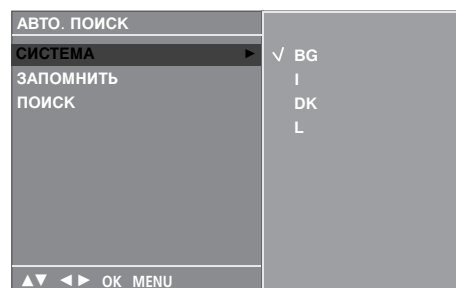 АВТО. ПОИСК
СИСТЕМА ► √ BG
ЗАПОМНИТЬ I
ПОИСК DK
L
▲▼ ◄► OK MENU